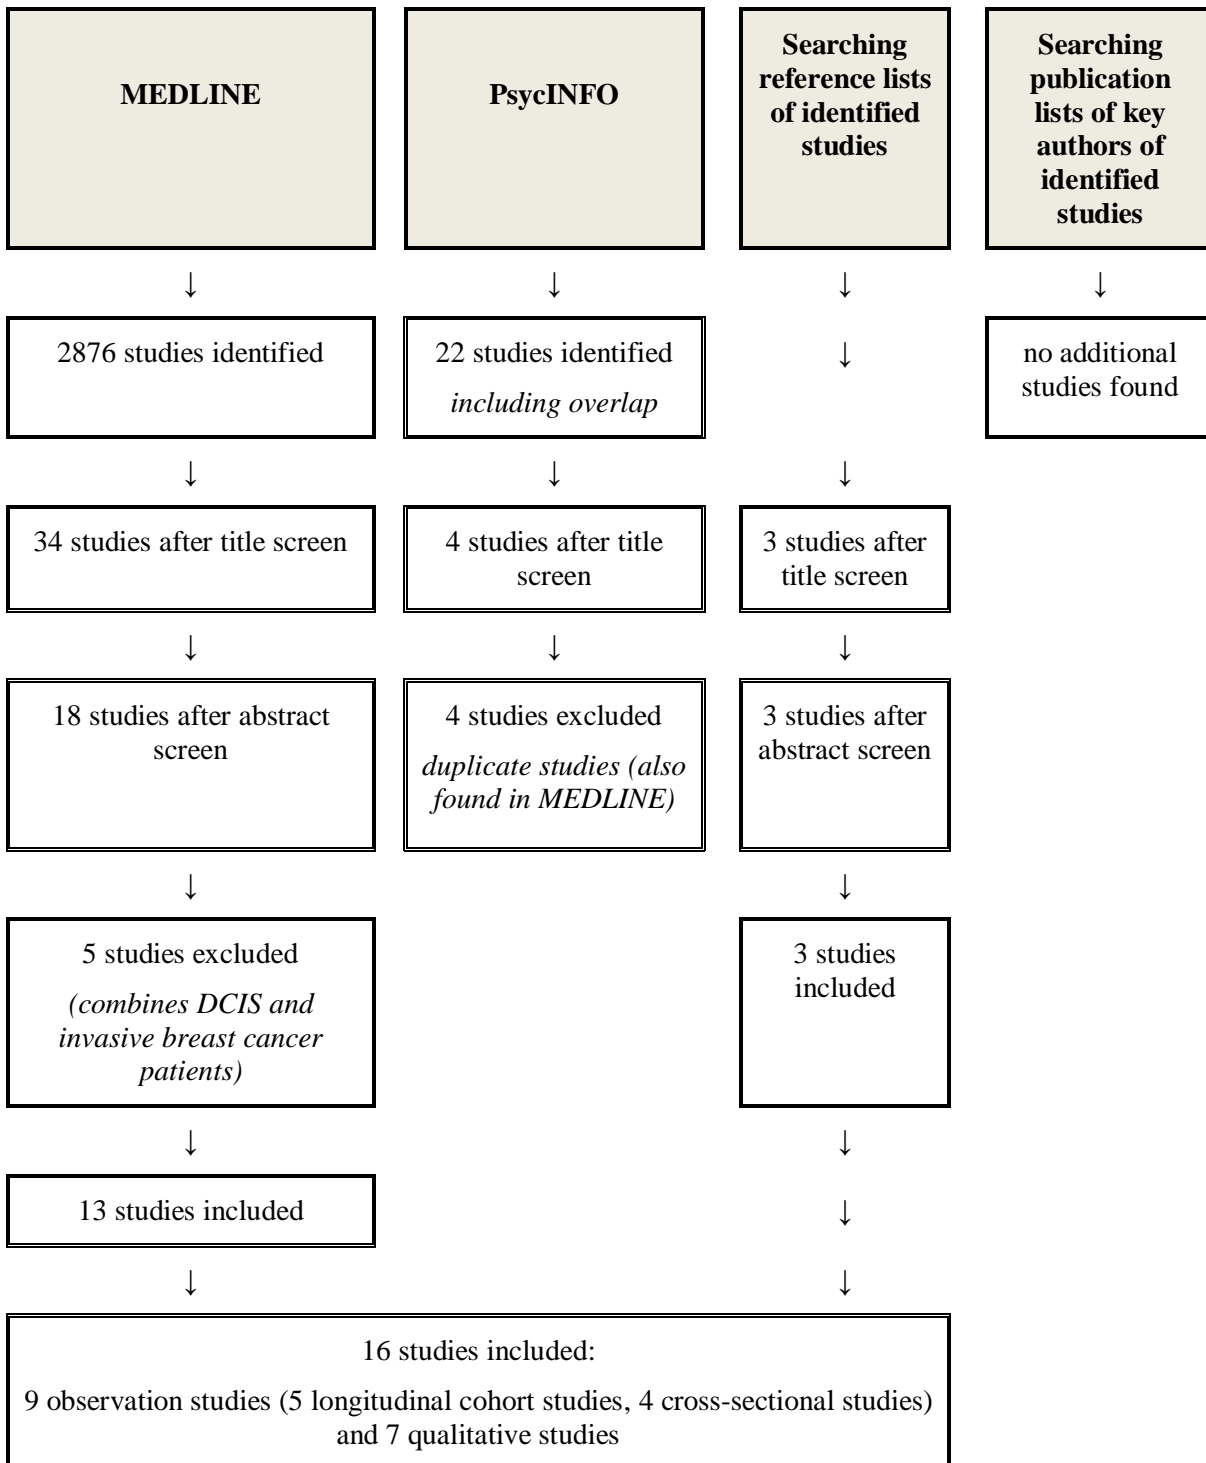 MEDLINE
PsycINFO
Searching
reference lists
of identified
studies
Searching
publication
lists of key
authors of
identified
studies
↓
↓
↓
↓
2876 studies identified
22 studies identified
including overlap
↓
no additional
studies found
↓
↓
↓
34 studies after title screen
4 studies after title
screen
3 studies after
title screen
↓
↓
↓
18 studies after abstract
screen
4 studies excluded
duplicate studies (also
found in MEDLINE)
3 studies after
abstract screen
↓
↓
5 studies excluded
(combines DCIS and
invasive breast cancer
patients)
3 studies
included
↓
↓
13 studies included
↓
↓
↓
16 studies included:
9 observation studies (5 longitudinal cohort studies, 4 cross-sectional studies)
and 7 qualitative studies